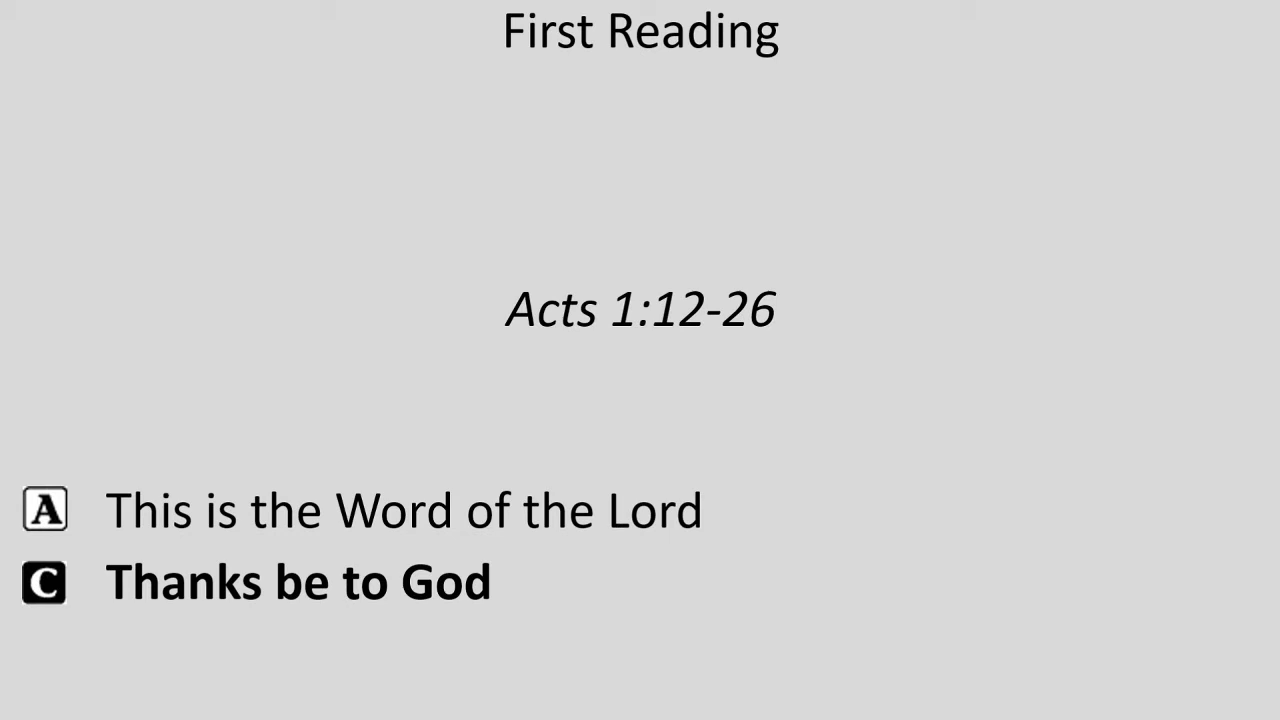 First Reading
Acts 1:12-26
A This is the Word of the Lord
C Thanks be to God